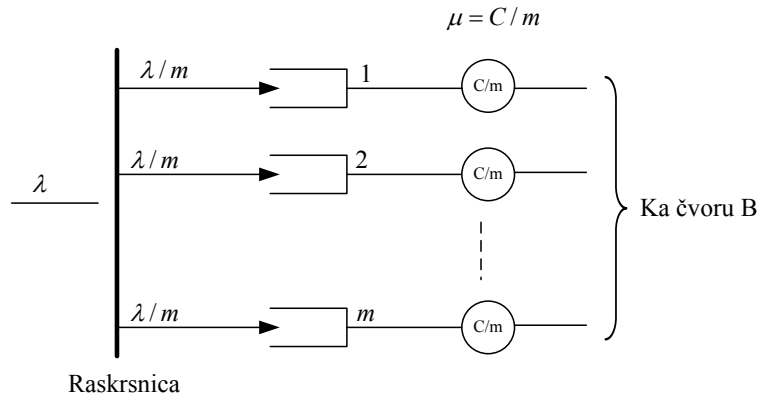 μ = C / m
λ / m
1
C/m
λ / m
2
C/m
λ
Ka čvoru B
λ / m
m
C/m
Raskrsnica